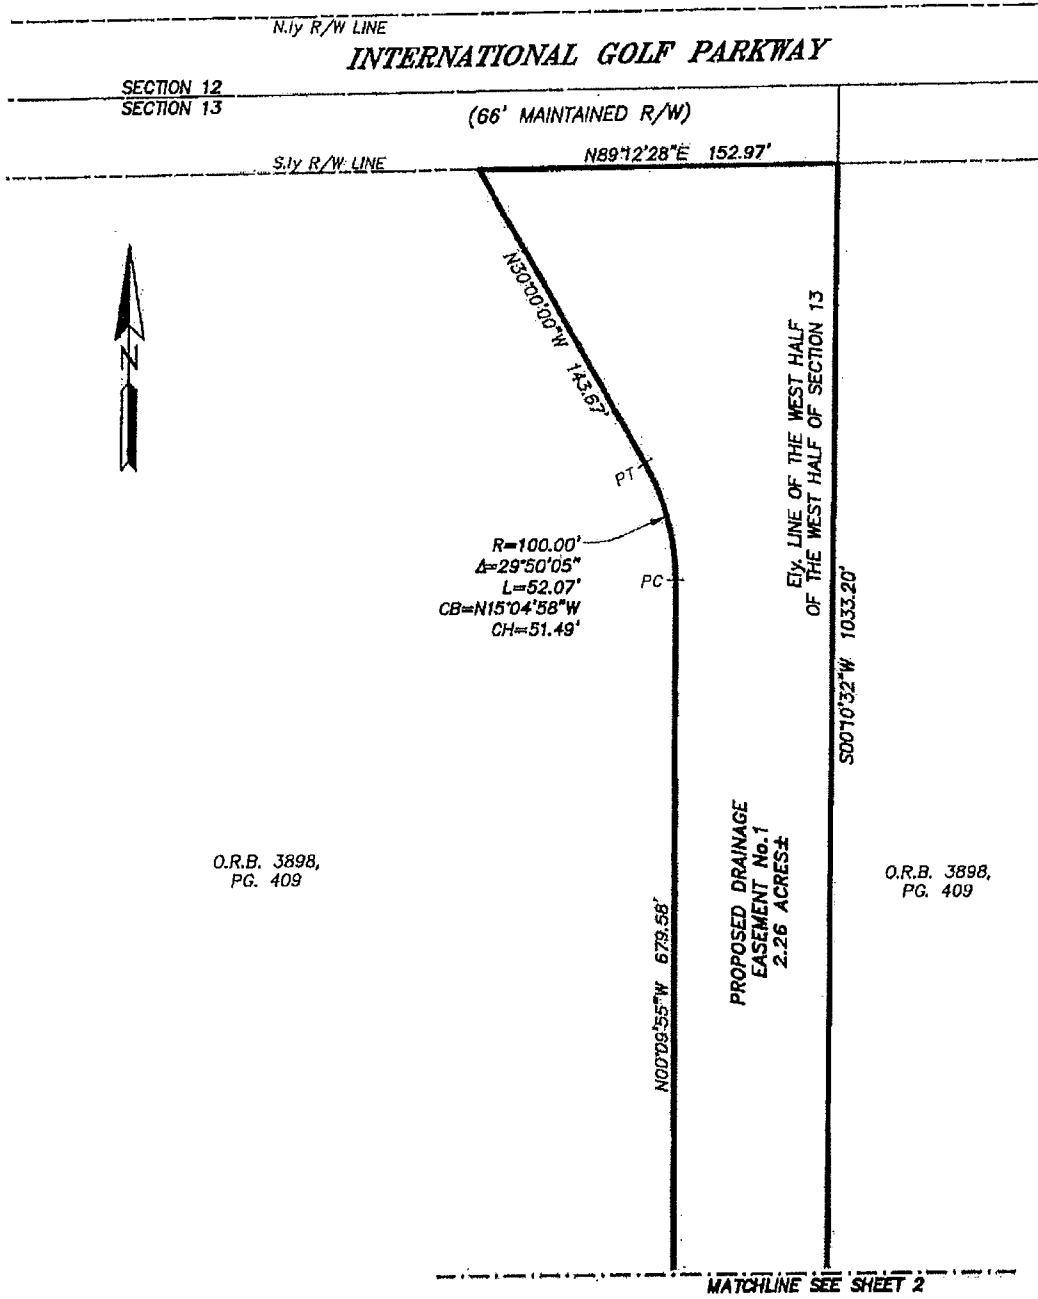 N.ly R/W LINE
INTERNATIONAL GOLF PARKWAY
SECTION 12
SECTION 13
(66' MAINTAINED R/W)
S.ly R/W LINE
N89°12'28"E 152.97'
N
N30°00'00"W 143.67'
PT
R=100.00'
Δ=29°50'05"
L=52.07'
CB=N15°04'58"W
CH=51.49'
PC
Ely. LINE OF THE WEST HALF
OF THE WEST HALF OF SECTION 13
S00°10'32"W 1033.20'
O.R.B. 3898,
PG. 409
N00°09'55"W 679.58'
PROPOSED DRAINAGE
EASEMENT No.1
2.26 ACRES±
O.R.B. 3898,
PG. 409
MATCHLINE SEE SHEET 2